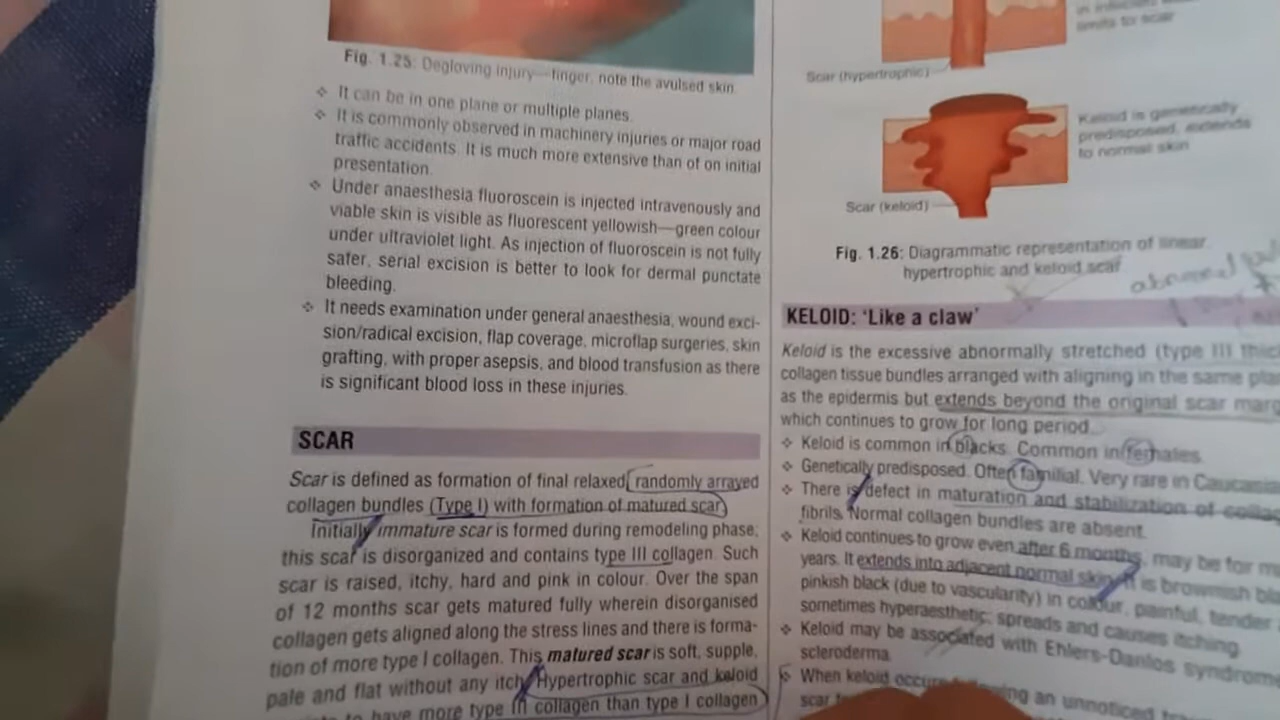 Fig. 1.25: Degloving injury—finger, note the avulsed skin.
❖ It can be in one plane or multiple planes.
❖ It is commonly observed in machinery injuries or major road
traffic accidents. It is much more extensive than of on initial
presentation.
❖ Under anaesthesia fluoroscein is injected intravenously and
viable skin is visible as fluorescent yellowish—green colour
under ultraviolet light. As injection of fluoroscein is not fully
safer, serial excision is better to look for dermal punctate
bleeding.
❖ It needs examination under general anaesthesia, wound exci-
sion/radical excision, flap coverage, microflap surgeries, skin
grafting, with proper asepsis, and blood transfusion as there
is significant blood loss in these injuries.
SCAR
Scar is defined as formation of final relaxed randomly arrayed
collagen bundles (Type I) with formation of matured scar.
Initially immature scar is formed during remodeling phase;
this scar is disorganized and contains type III collagen. Such
scar is raised, itchy, hard and pink in colour. Over the span
of 12 months scar gets matured fully wherein disorganised
collagen gets aligned along the stress lines and there is forma-
tion of more type I collagen. This matured scar is soft, supple,
pale and flat without any itch. Hypertrophic scar and keloid
to have more type III collagen than type I collagen
limits to scar
Scar (hypertrophic)
Keloid is genetically
predisposed, extends
to normal skin
Scar (keloid)
Fig. 1.26: Diagrammatic representation of linear,
hypertrophic and keloid scar.
KELOID: ‘Like a claw’
Keloid is the excessive abnormally stretched (type III
collagen tissue bundles arranged with aligning in the same
as the epidermis but extends beyond the original scar
which continues to grow for long period.
❖ Keloid is common in blacks. Common in females.
❖ Genetically predisposed. Often familial. Very rare in
❖ There is defect in maturation and stabilization of
fibrils. Normal collagen bundles are absent.
❖ Keloid continues to grow even after 6 months, may be for
years. It extends into adjacent normal skin. It is brownish
pinkish black (due to vascularity) in colour, painful, tender
sometimes hyperaesthetic; spreads and causes itching.
❖ Keloid may be associated with Ehlers-Danlos
scleroderma.
❖ When keloid an unnoticed
scar